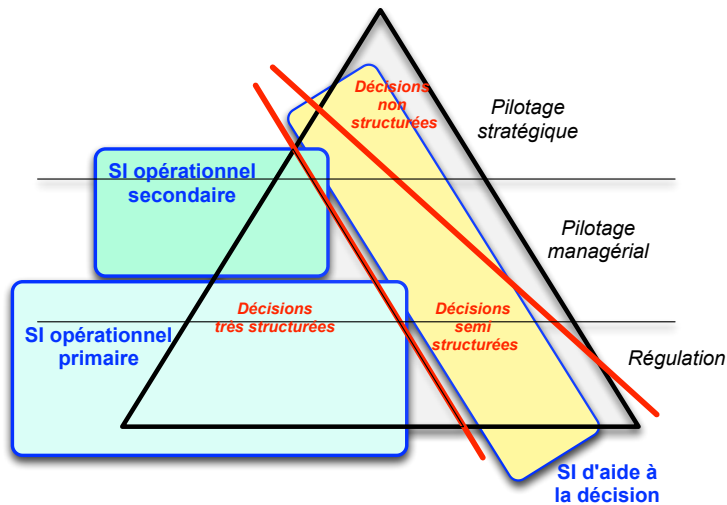 Décisions
non
structurées
Pilotage
stratégique
SI opérationnel
secondaire
Pilotage
managérial
Décisions
très structurées
Décisions
semi
structurées
SI opérationnel
primaire
Régulation
SI d'aide à
la décision